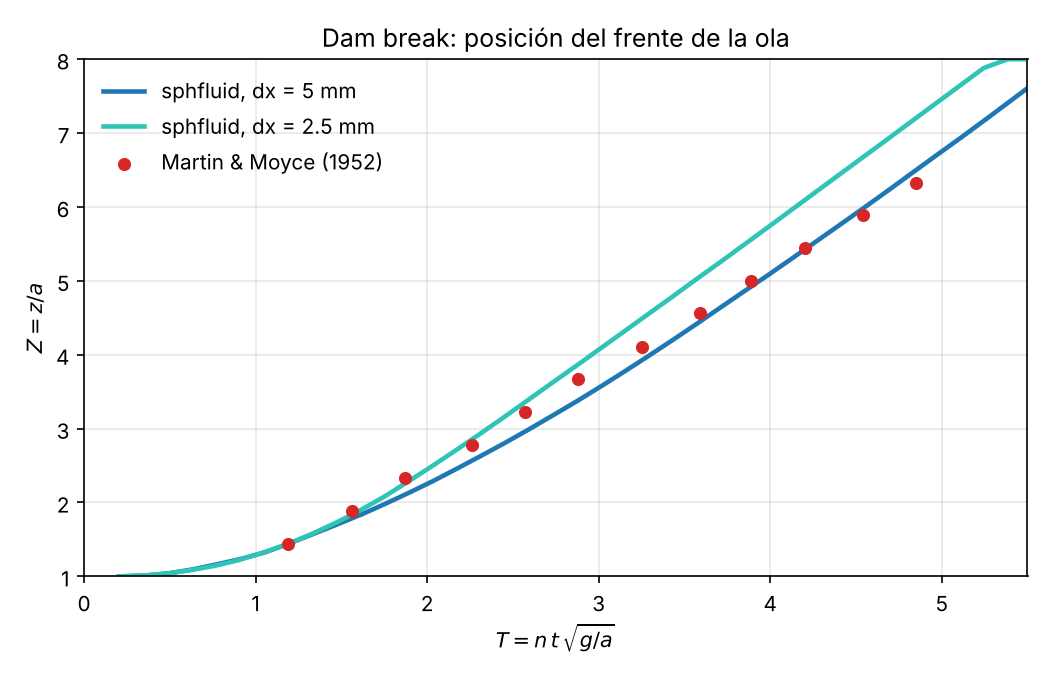 Dam break: posición del frente de la ola
sphfluid, dx = 5 mm
sphfluid, dx = 2.5 mm
Martin & Moyce (1952)
8
7
6
5
4
3
2
1
Z = z/a
0 1 2 3 4 5
T = n t √g/a